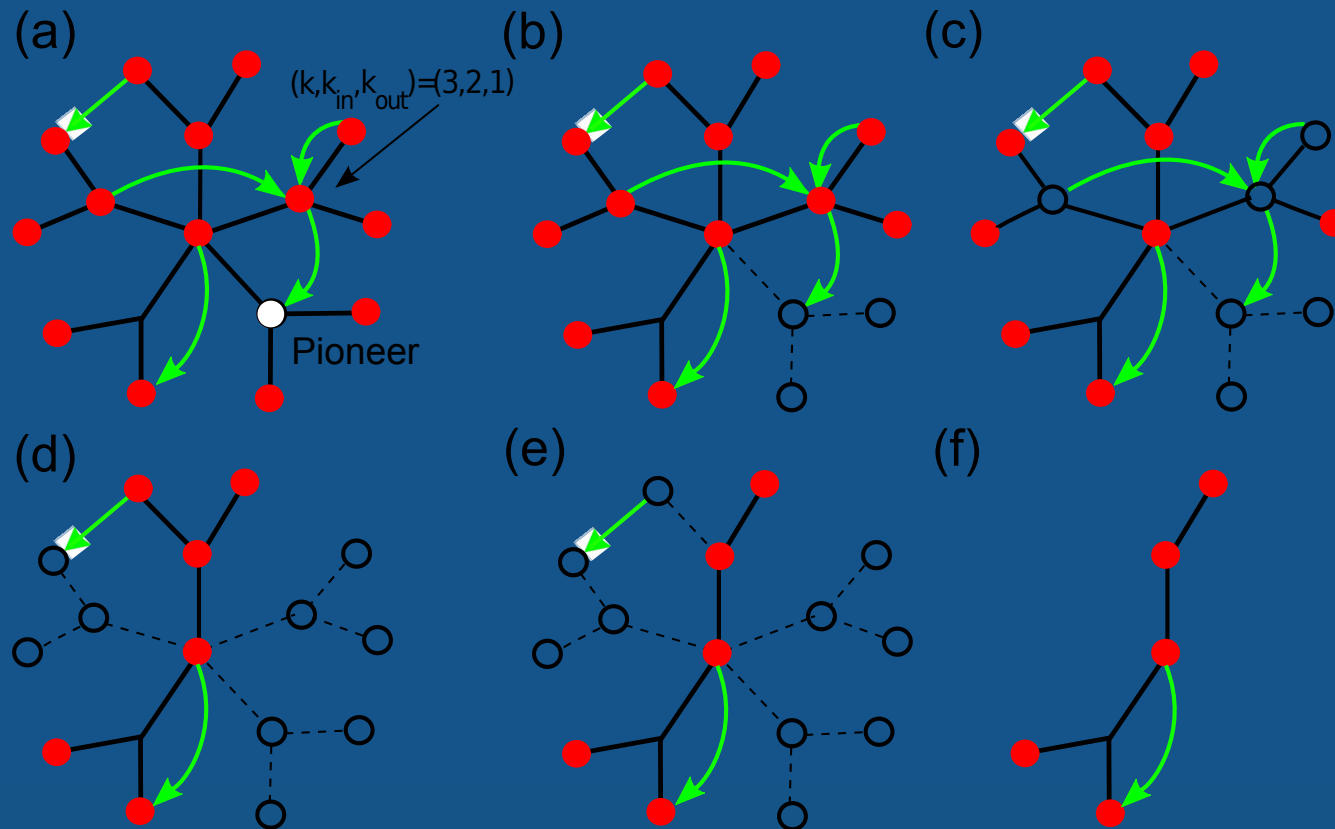 (a)
(b)
(c)
(k,k_in,k_out)=(3,2,1)
Pioneer
(d)
(e)
(f)